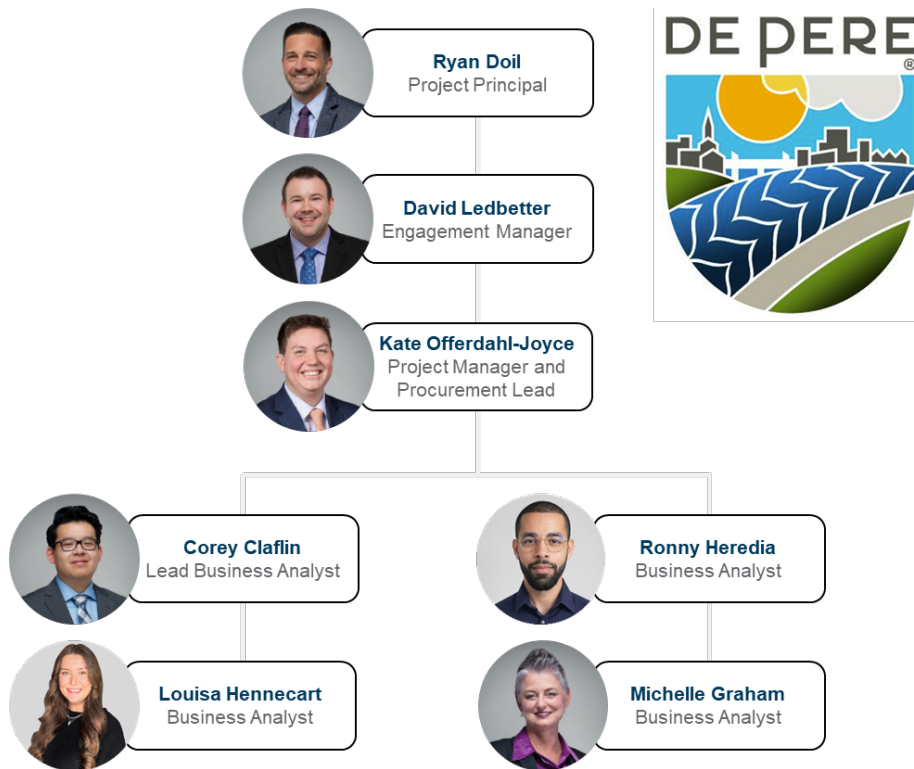 DE PERE
®
Ryan Doil
Project Principal
David Ledbetter
Engagement Manager
Kate Offerdahl-Joyce
Project Manager and
Procurement Lead
Corey Claflin
Lead Business Analyst
Ronny Heredia
Business Analyst
Louisa Hennecart
Business Analyst
Michelle Graham
Business Analyst